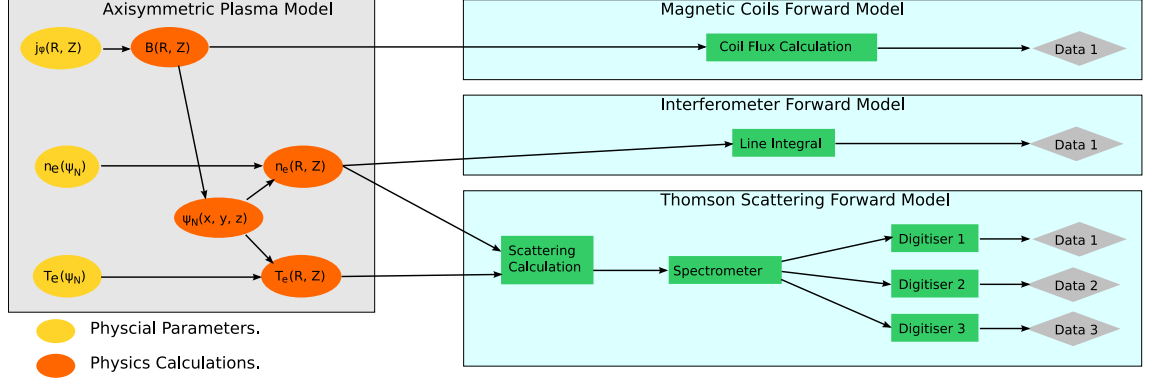 Axisymmetric Plasma Model
jφ(R, Z)
B(R, Z)
ne(ψN)
ne(R, Z)
ψN(x, y, z)
Te(ψN)
Te(R, Z)
Physcial Parameters.
Physics Calculations.
Magnetic Coils Forward Model
Coil Flux Calculation
Data 1
Interferometer Forward Model
Line Integral
Data 1
Thomson Scattering Forward Model
Scattering
Calculation
Spectrometer
Digitiser 1
Data 1
Digitiser 2
Data 2
Digitiser 3
Data 3